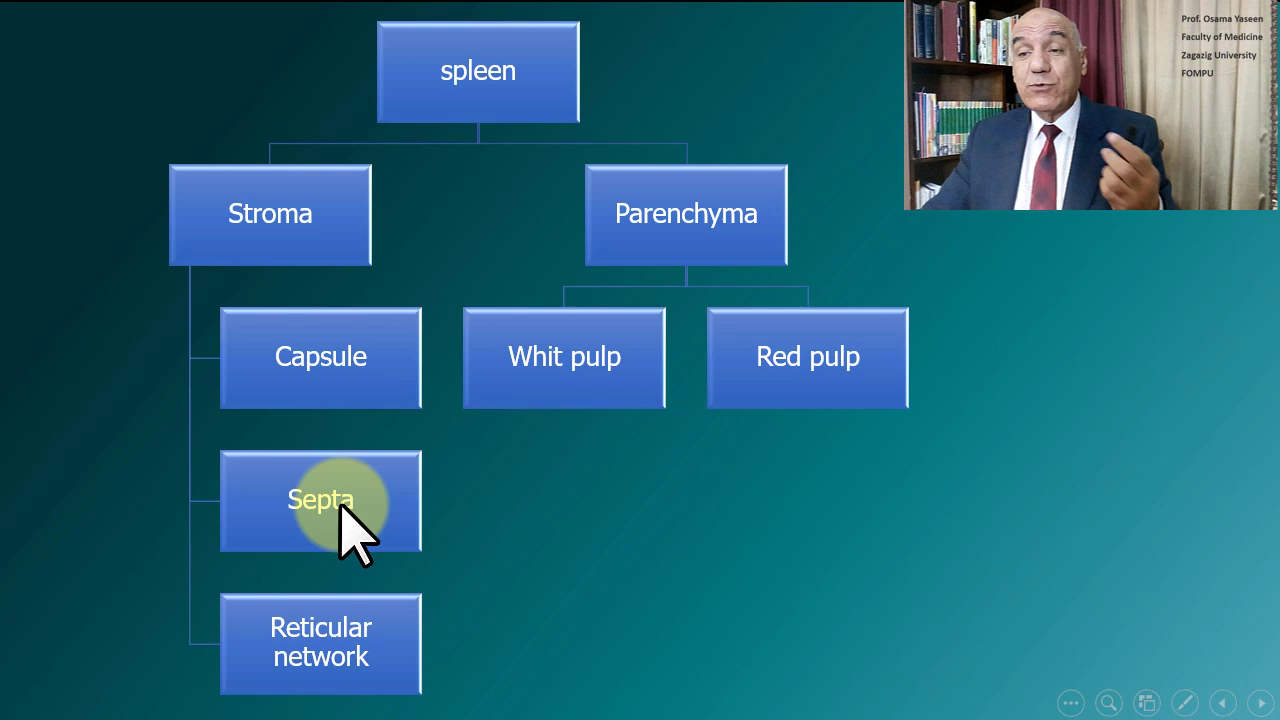 spleen
Prof. Osama Yaseen
Faculty of Medicine
Zagazig University
FOMPU
Stroma
Parenchyma
Capsule
Whit pulp
Red pulp
Septa
Reticular
network